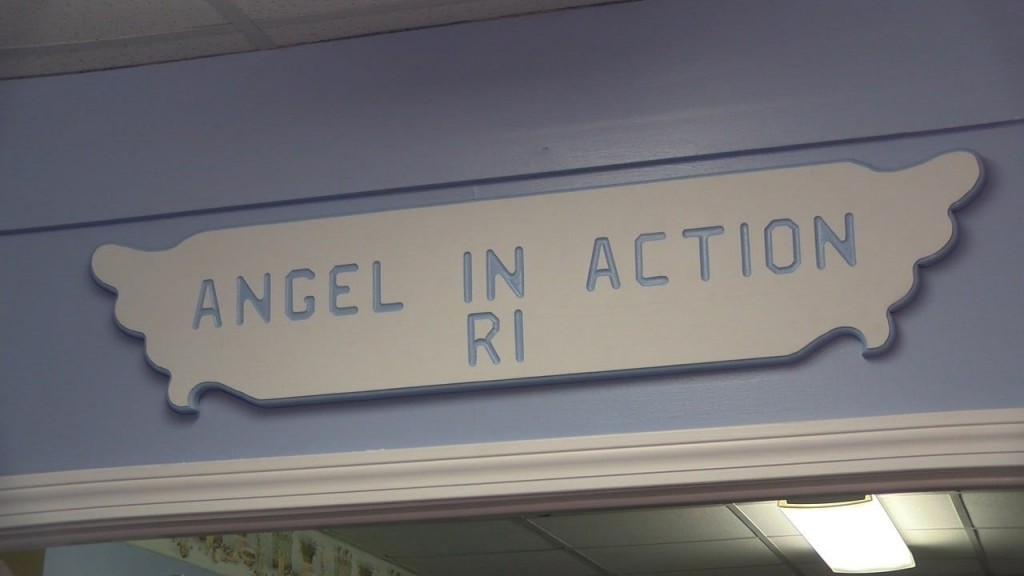 ANGEL IN ACTION
RI